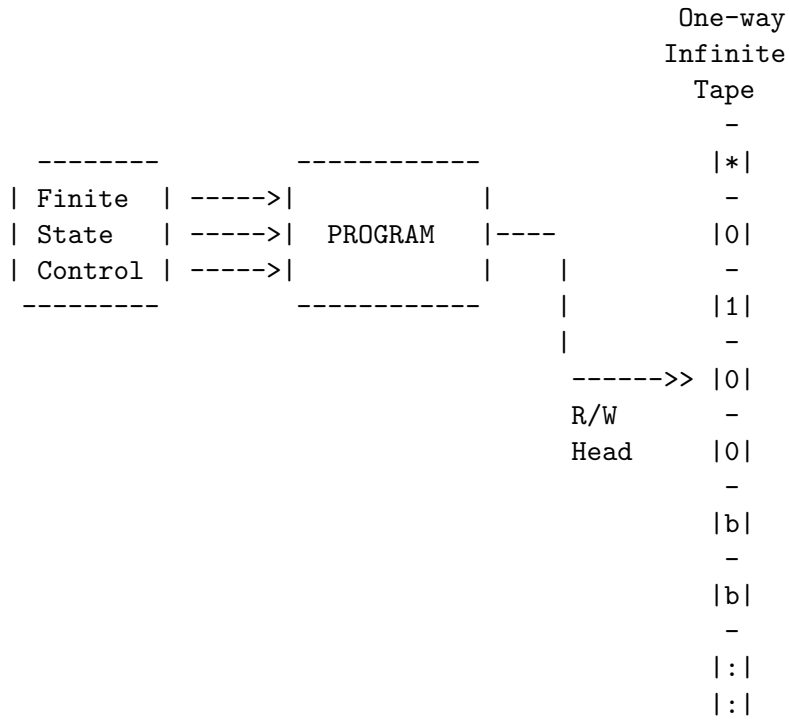 One-way
Infinite
Tape
-
-------- ------------ |*|
| Finite | ----->| | -
| State | ----->| PROGRAM |---- |0|
| Control | ----->| | | -
--------- ------------ | |1|
| -
------>> |0|
R/W -
Head |0|
-
|b|
-
|b|
-
|:|
|:|